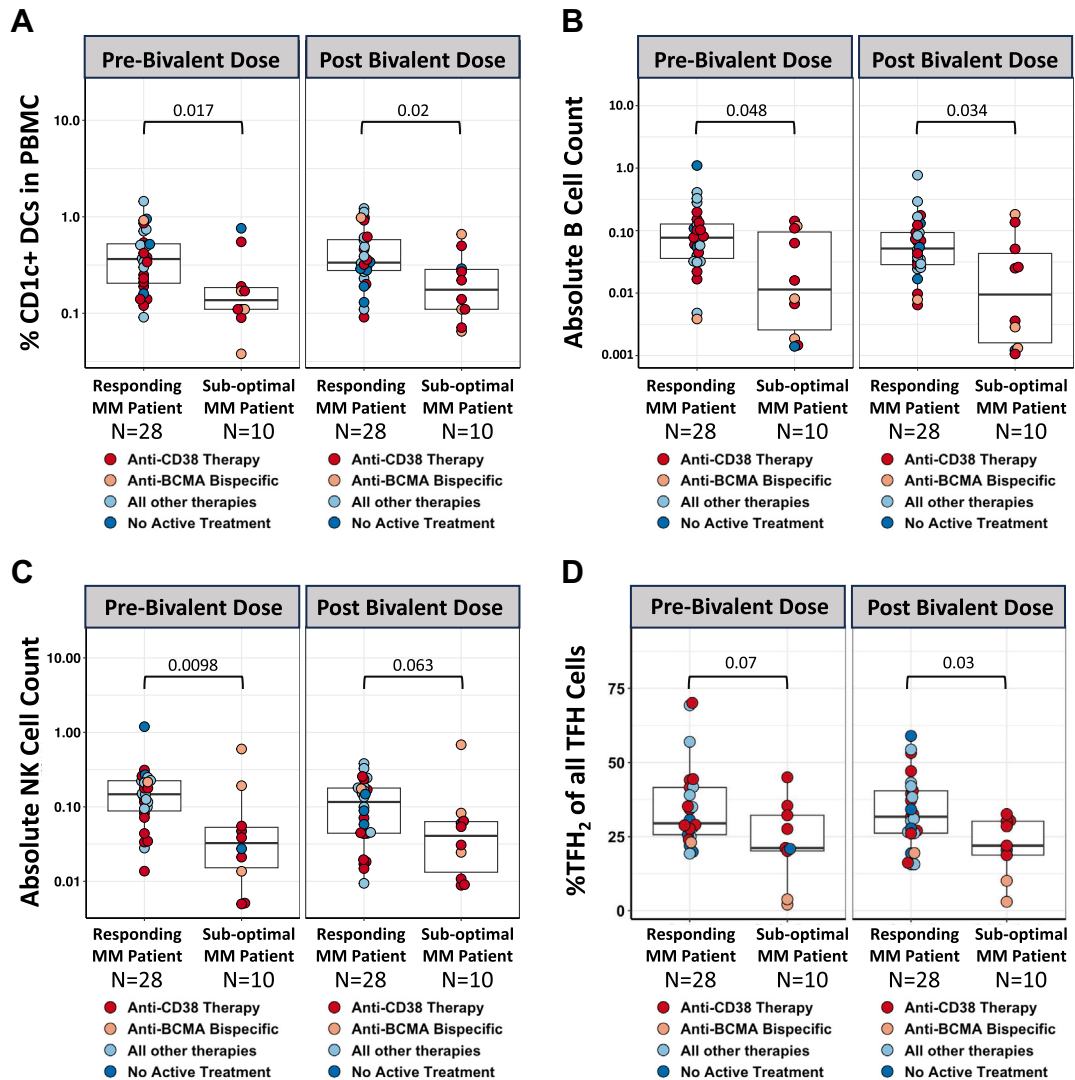 A
Pre-Bivalent Dose
Post Bivalent Dose
% CD1c+ DCs in PBMC
10.0
1.0
0.1
0.017
0.02
Responding MM Patient
N=28
Sub-optimal MM Patient
N=10
Responding MM Patient
N=28
Sub-optimal MM Patient
N=10
Anti-CD38 Therapy
Anti-BCMA Bispecific
All other therapies
No Active Treatment
Anti-CD38 Therapy
Anti-BCMA Bispecific
All other therapies
No Active Treatment
B
Pre-Bivalent Dose
Post Bivalent Dose
Absolute B Cell Count
10.0
1.0
0.10
0.01
0.001
0.048
0.034
Responding MM Patient
N=28
Sub-optimal MM Patient
N=10
Responding MM Patient
N=28
Sub-optimal MM Patient
N=10
Anti-CD38 Therapy
Anti-BCMA Bispecific
All other therapies
No Active Treatment
Anti-CD38 Therapy
Anti-BCMA Bispecific
All other therapies
No Active Treatment
C
Pre-Bivalent Dose
Post Bivalent Dose
Absolute NK Cell Count
10.00
1.00
0.10
0.01
0.0098
0.063
Responding MM Patient
N=28
Sub-optimal MM Patient
N=10
Responding MM Patient
N=28
Sub-optimal MM Patient
N=10
Anti-CD38 Therapy
Anti-BCMA Bispecific
All other therapies
No Active Treatment
Anti-CD38 Therapy
Anti-BCMA Bispecific
All other therapies
No Active Treatment
D
Pre-Bivalent Dose
Post Bivalent Dose
%TFH₂ of all TFH Cells
75
50
25
0
0.07
0.03
Responding MM Patient
N=28
Sub-optimal MM Patient
N=10
Responding MM Patient
N=28
Sub-optimal MM Patient
N=10
Anti-CD38 Therapy
Anti-BCMA Bispecific
All other therapies
No Active Treatment
Anti-CD38 Therapy
Anti-BCMA Bispecific
All other therapies
No Active Treatment